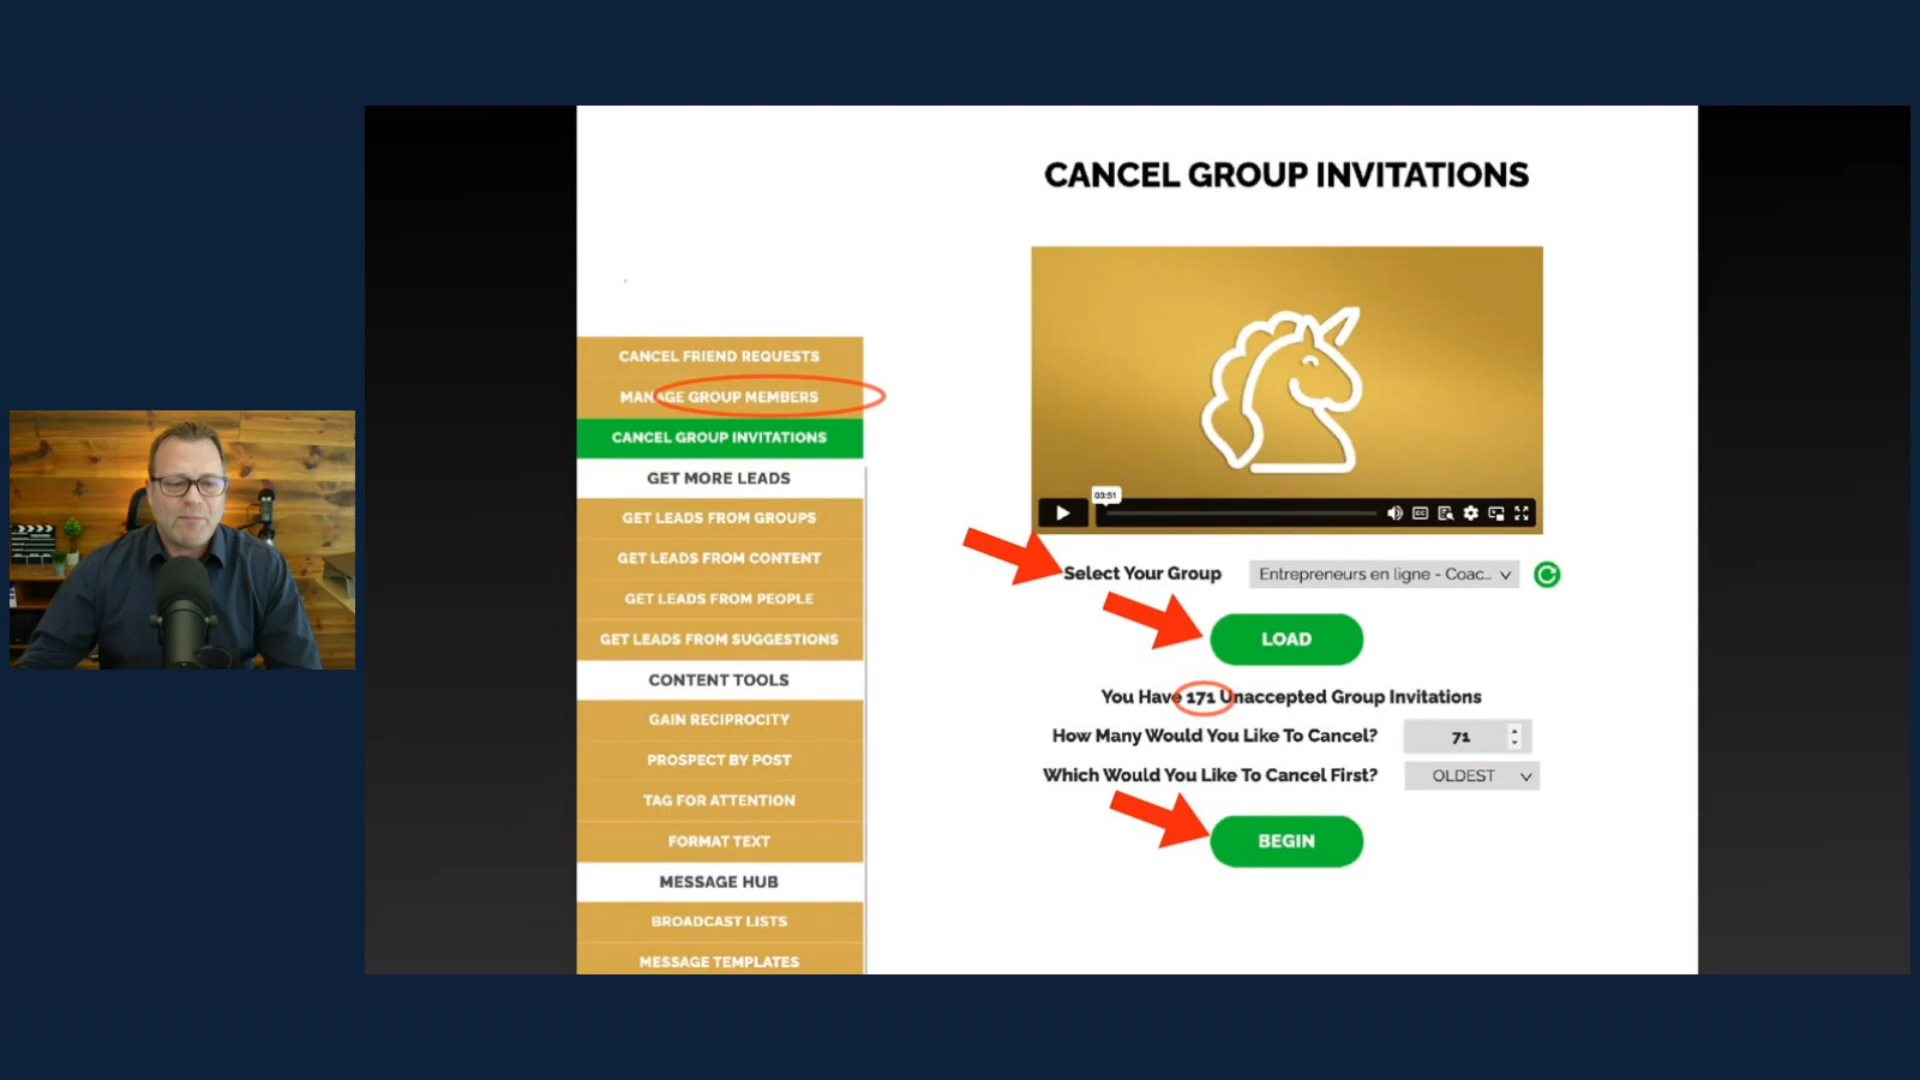 CANCEL GROUP INVITATIONS
CANCEL FRIEND REQUESTS
MANAGE GROUP MEMBERS
CANCEL GROUP INVITATIONS
GET MORE LEADS
GET LEADS FROM GROUPS
GET LEADS FROM CONTENT
GET LEADS FROM PEOPLE
GET LEADS FROM SUGGESTIONS
CONTENT TOOLS
GAIN RECIPROCITY
PROSPECT BY POST
TAG FOR ATTENTION
FORMAT TEXT
MESSAGE HUB
BROADCAST LISTS
MESSAGE TEMPLATES
03:51
CC
Select Your Group Entrepreneurs en ligne - Coac...
LOAD
You Have 171 Unaccepted Group Invitations
How Many Would You Like To Cancel? 71
Which Would You Like To Cancel First? OLDEST
BEGIN